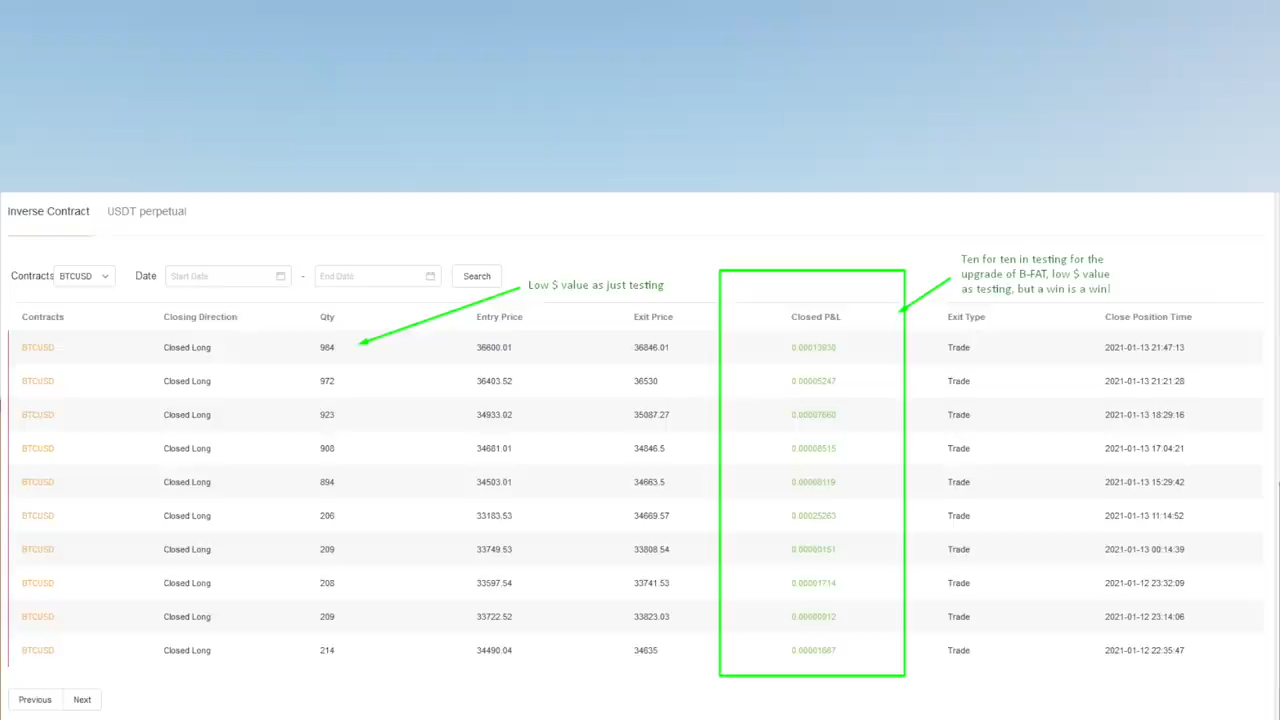 Inverse Contract USDT perpetual
Contracts BTCUSD Date Start Date - End Data Search
Low $ value as just testing
Ten for ten in testing for the
upgrade of B-FAT, low $ value
as testing, but a win is a win!
Contracts Closing Direction Qty Entry Price Exit Price Closed P&L Exit Type Close Position Time
BTCUSD Closed Long 984 36600.01 36846.01 Trade 2021-01-13 21:47:13
BTCUSD Closed Long 972 36403.52 36530 0.00005247 Trade 2021-01-13 21:21:28
BTCUSD Closed Long 923 34933.02 35087.27 0.00007660 Trade 2021-01-13 18:29:16
BTCUSD Closed Long 908 34681.01 34846.5 0.00008515 Trade 2021-01-13 17:04:21
BTCUSD Closed Long 894 34503.01 34663.5 0.00008119 Trade 2021-01-13 15:29:42
BTCUSD Closed Long 206 33183.53 34669.57 0.00025263 Trade 2021-01-13 11:14:52
BTCUSD Closed Long 209 33749.53 33808.54 Trade 2021-01-13 00:14:39
BTCUSD Closed Long 208 33597.54 33741.53 0.00001714 Trade 2021-01-12 23:32:09
BTCUSD Closed Long 209 33722.52 33823.03 Trade 2021-01-12 23:14:06
BTCUSD Closed Long 214 34490.04 34635 Trade 2021-01-12 22:35:47
Previous Next